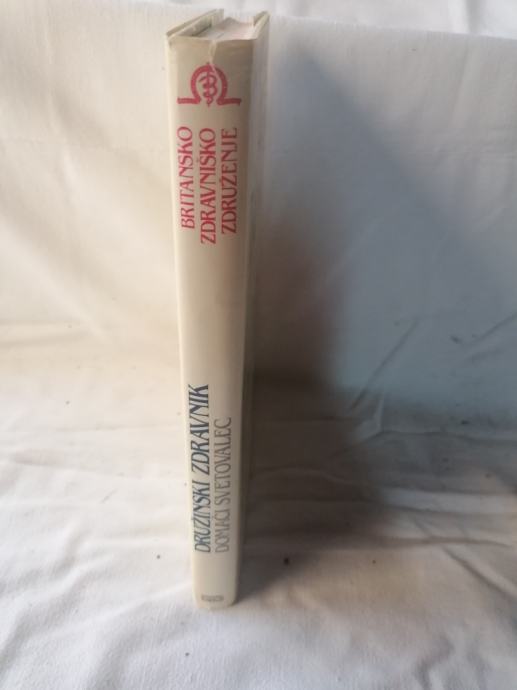 BRITANSKO
ZDRAVNIŠKO
ZDRUŽENJE
DRUŽINSKI ZDRAVNIK
DOMAČI SVETOVALEC